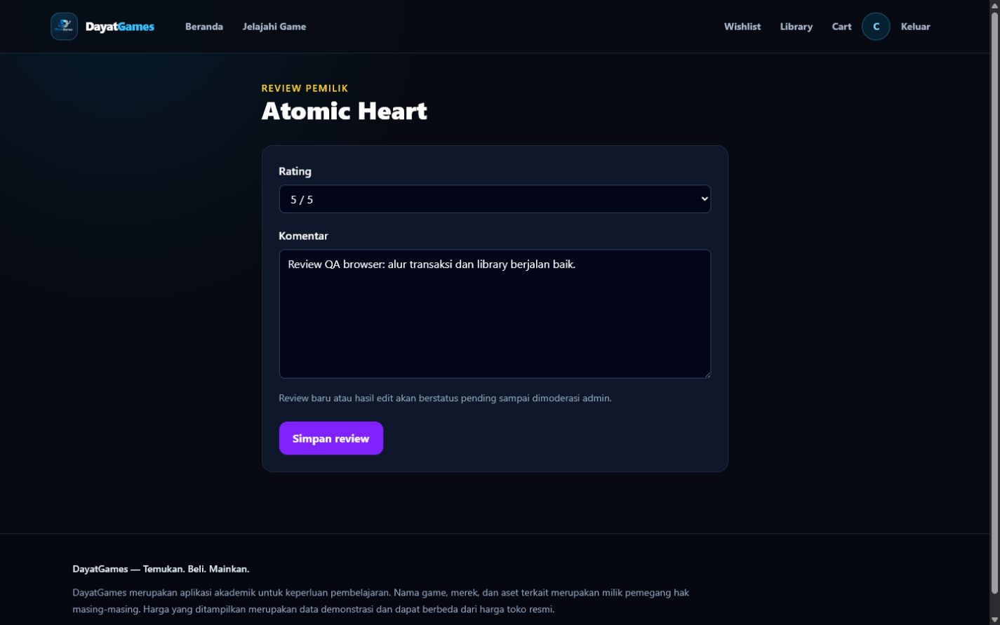 DayatGames
Beranda
Jelajahi Game
Wishlist
Library
Cart
C
Keluar
REVIEW PEMILIK
Atomic Heart
Rating
5 / 5
Komentar
Review QA browser: alur transaksi dan library berjalan baik.
Review baru atau hasil edit akan berstatus pending sampai dimoderasi admin.
Simpan review
DayatGames — Temukan. Beli. Mainkan.
DayatGames merupakan aplikasi akademik untuk keperluan pembelajaran. Nama game, merek, dan aset terkait merupakan milik pemegang hak
masing-masing. Harga yang ditampilkan merupakan data demonstrasi dan dapat berbeda dari harga toko resmi.